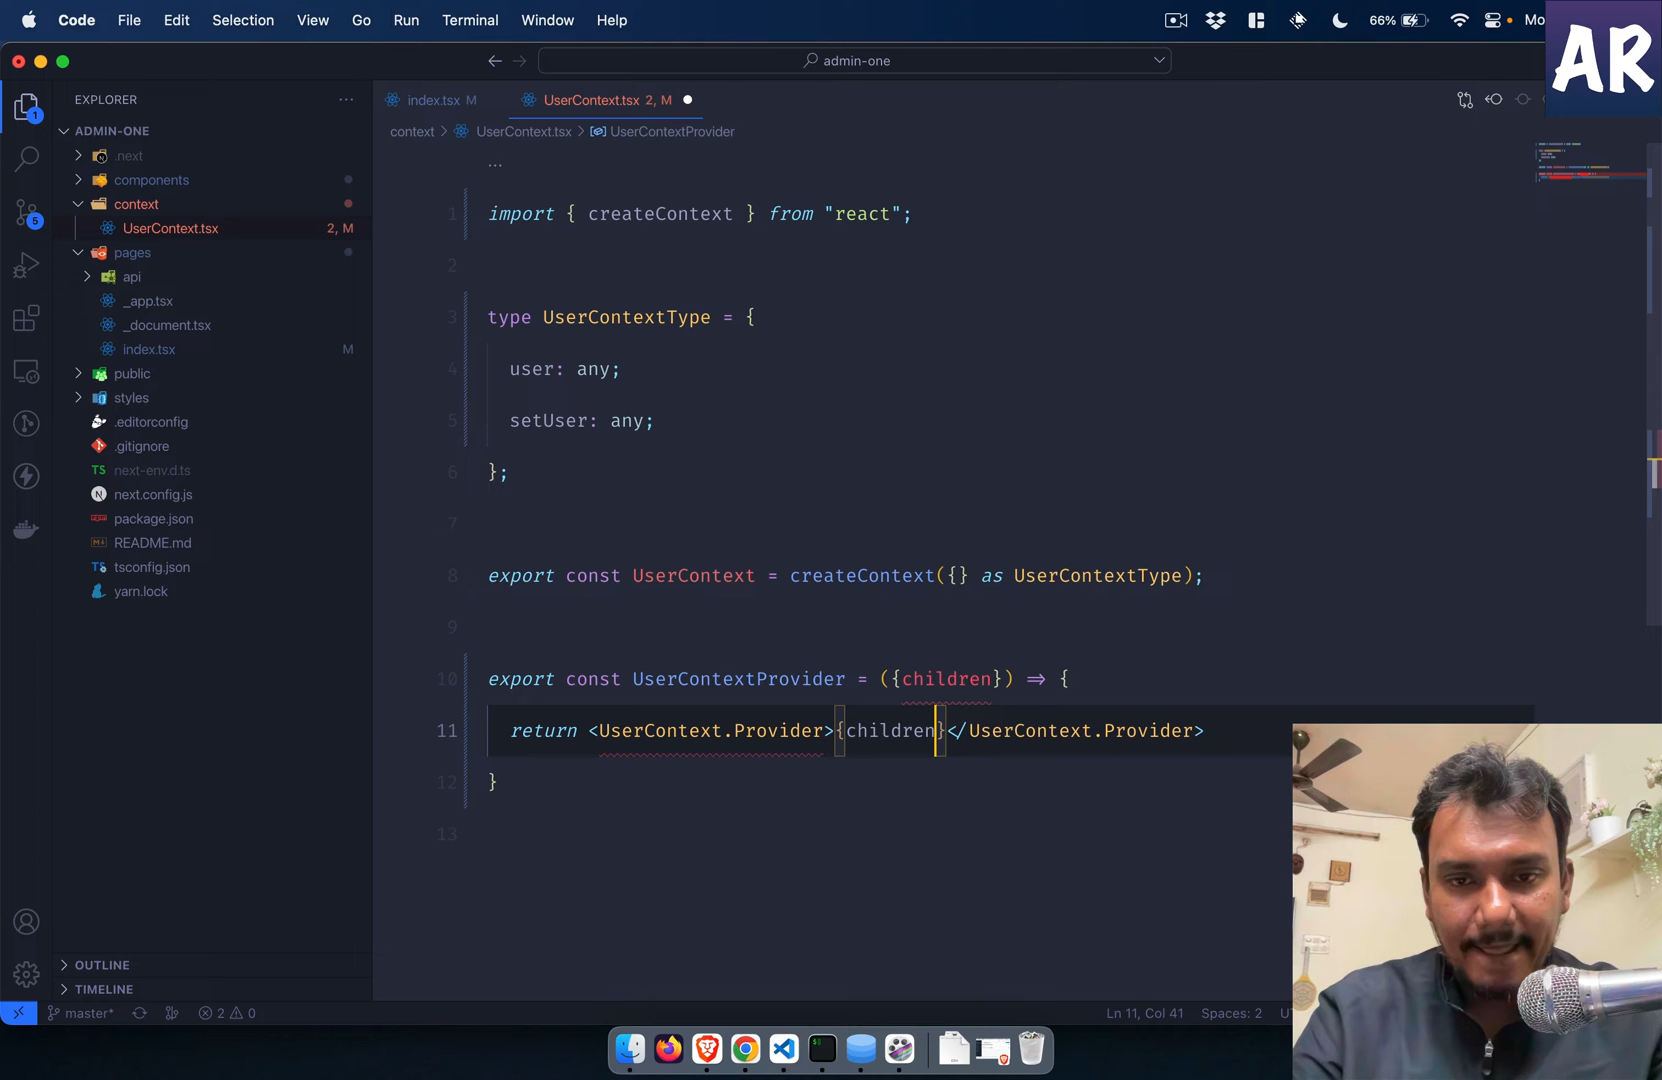 Code File Edit Selection View Go Run Terminal Window Help 66% Mo
AR
admin-one
EXPLORER
index.tsx M
UserContext.tsx 2, M
ADMIN-ONE
context > UserContext.tsx > UserContextProvider
.next
...
components
context
UserContext.tsx 2, M
pages
api
_app.tsx
_document.tsx
index.tsx M
public
styles
.editorconfig
.gitignore
TS next-env.d.ts
N next.config.js
package.json
README.md
TS tsconfig.json
yarn.lock
1
5
1 import { createContext } from "react";
2
3 type UserContextType = {
4 user: any;
5 setUser: any;
6 };
7
8 export const UserContext = createContext({} as UserContextType);
9
10 export const UserContextProvider = ({children}) => {
11 return <UserContext.Provider>{children}</UserContext.Provider>
12 }
13
OUTLINE
TIMELINE
master* 2 0 Ln 11, Col 41 Spaces: 2